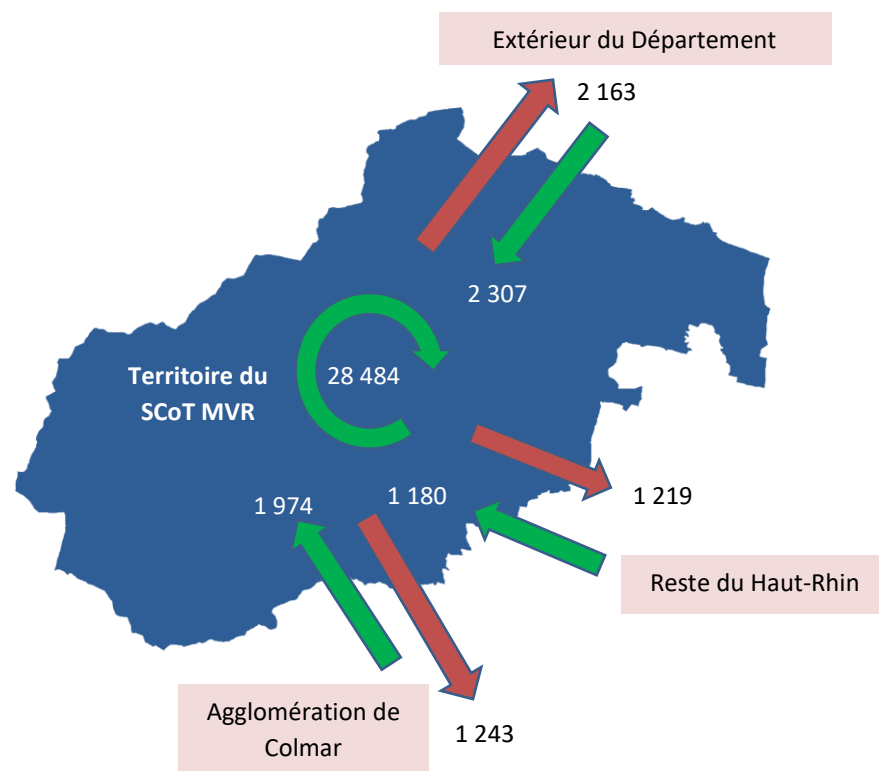 Extérieur du Département
2 163
2 307
28 484
Territoire du
SCoT MVR
1 974
1 180
1 219
Reste du Haut-Rhin
Agglomération de
Colmar
1 243